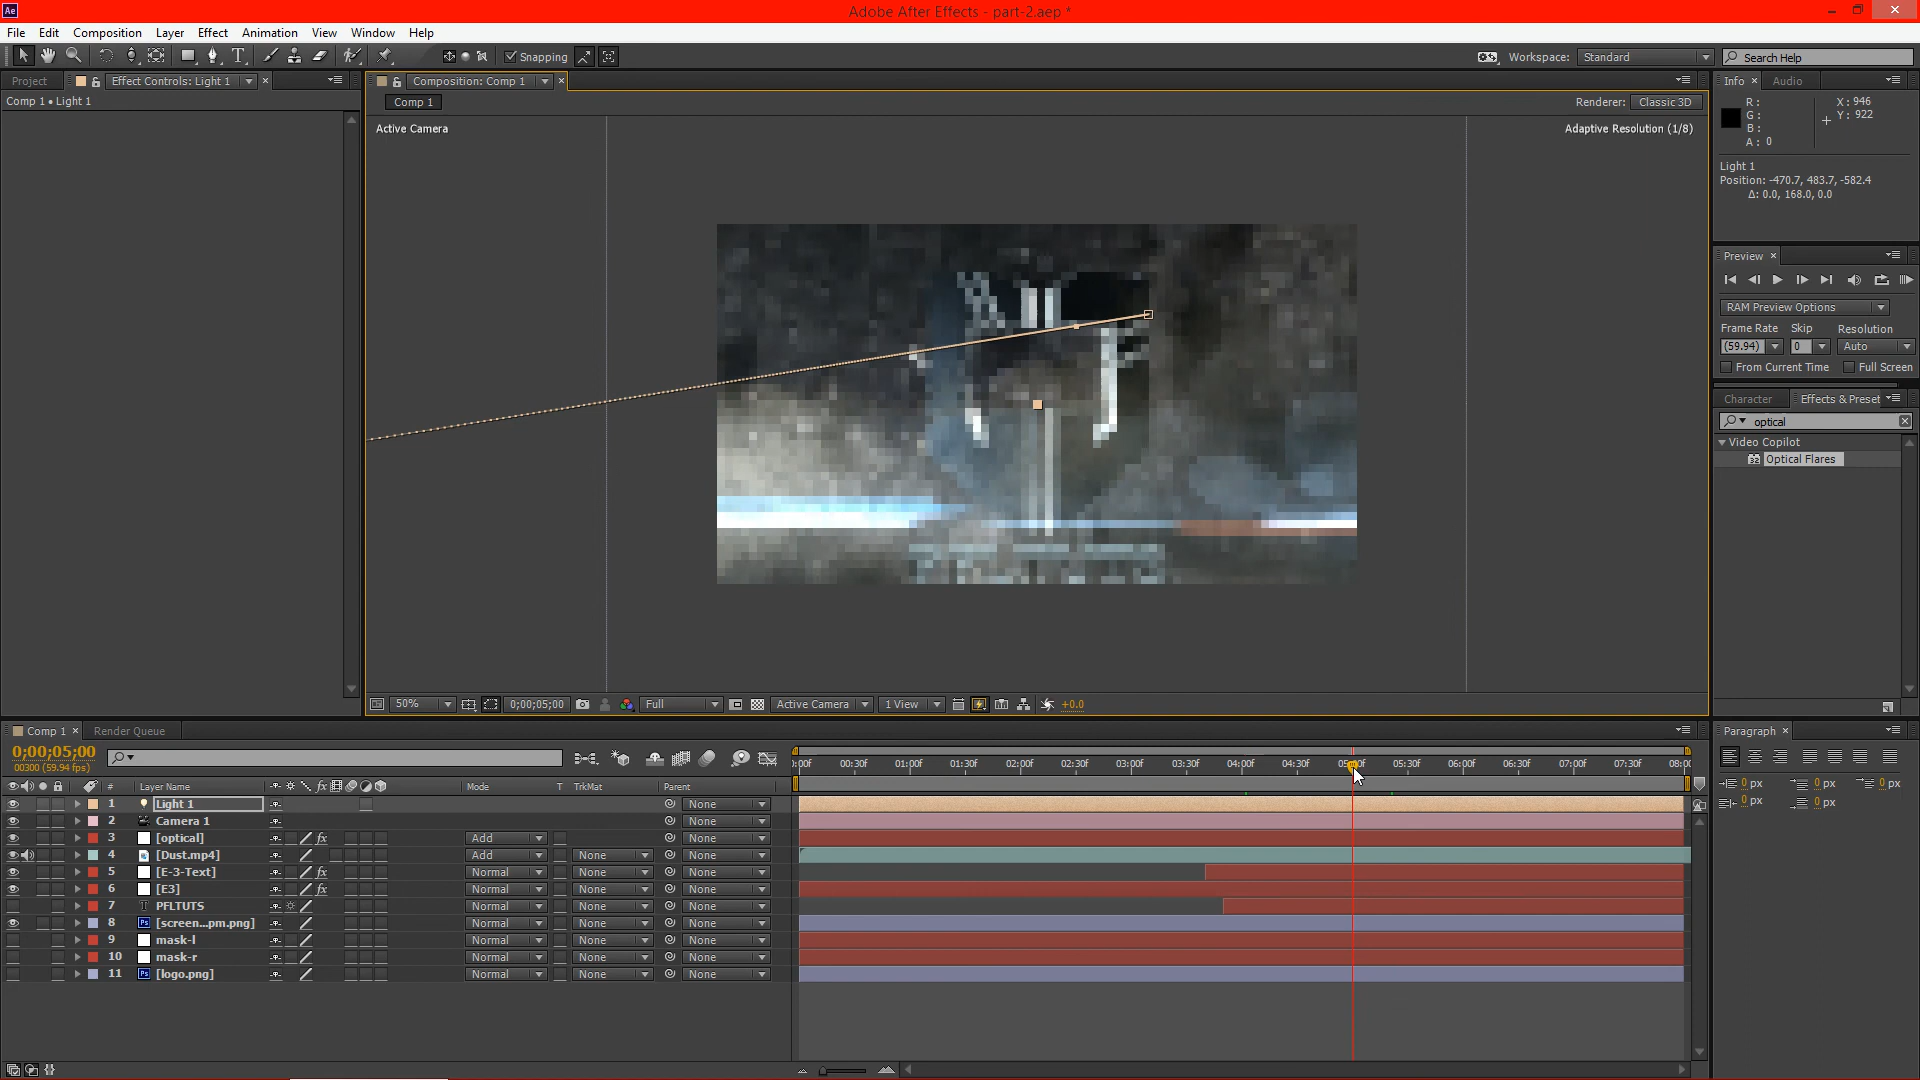 Ae
Adobe After Effects - part-2.aep *
File Edit Composition Layer Effect Animation View Window Help
Snapping
Workspace: Standard
Search Help
Project
Effect Controls: Light 1
Comp 1 • Light 1
Composition: Comp 1
Comp 1
Renderer: Classic 3D
Active Camera
Adaptive Resolution (1/8)
50%
0;00;05;00
Full
Active Camera
1 View
+0.0
Info
Audio
R :
G :
B :
A : 0
X : 946
Y : 922
Light 1
Position: -470.7, 483.7, -582.4
Δ: 0.0, 168.0, 0.0
Preview
RAM Preview Options
Frame Rate Skip Resolution
(59.94) 0 Auto
From Current Time Full Screen
Character
Effects & Preset
optical
Video Copilot
32
Optical Flares
Comp 1
Render Queue
0;00;05;00
00300 (59.94 fps)
# Layer Name Mode T TrkMat Parent
1 Light 1 None
2 Camera 1 None
3 [optical] fx Add None
4 [Dust.mp4] Add None None
5 [E-3-Text] fx Normal None None
6 [E3] fx Normal None None
7 T PFLTUTS Normal None None
8 Ps [screen...pm.png] Normal None None
9 mask-l Normal None None
10 mask-r Normal None None
11 Ps [logo.png] Normal None None
):00f 00:30f 01:00f 01:30f 02:00f 02:30f 03:00f 03:30f 04:00f 04:30f 05:00f 05:30f 06:00f 06:30f 07:00f 07:30f 08:00
Paragraph
0 px 0 px 0 px
0 px 0 px